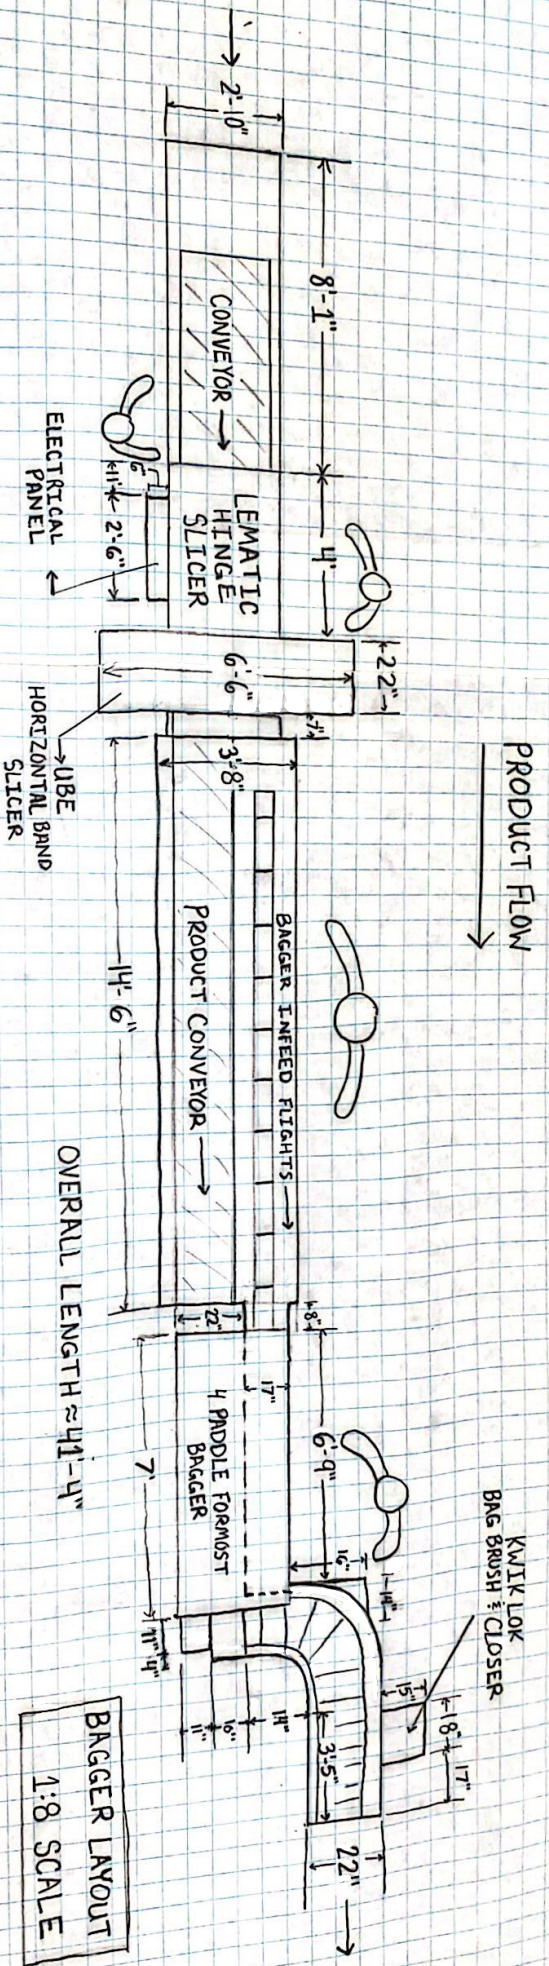 PRODUCT FLOW
2'-10"
8'-1"
4'
22"
CONVEYOR
LEMATIC
HINGE
SLICER
6"
11"
2'-6"
ELECTRICAL
PANEL
6'-6"
4"
UBE
HORIZONTAL BAND
SLICER
3'-8"
BAGGER INFEED FLIGHTS
PRODUCT CONVEYOR
14'-6"
8"
22"
17"
6'-9"
4 PADDLE FORMOST
BAGGER
7'
16"
14"
KWIK LOK
BAG BRUSH & CLOSER
15"
18"
17"
3'-5"
22"
14"
16"
11"
11"
4"
OVERALL LENGTH ≈ 41'-4"
BAGGER LAYOUT
1:8 SCALE